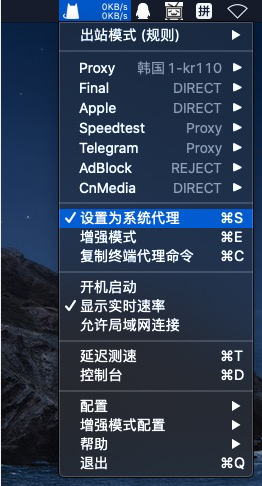 0KB/s
0KB/s
拼
出站模式 (规则)
Proxy 韩国1-kr110
Final DIRECT
Apple DIRECT
Speedtest Proxy
Telegram Proxy
AdBlock REJECT
CnMedia DIRECT
✓ 设置为系统代理 ⌘S
增强模式 ⌘E
复制终端代理命令 ⌘C
开机启动
✓ 显示实时速率
允许局域网连接
延迟测速 ⌘T
控制台 ⌘D
配置
增强模式配置
帮助
退出 ⌘Q